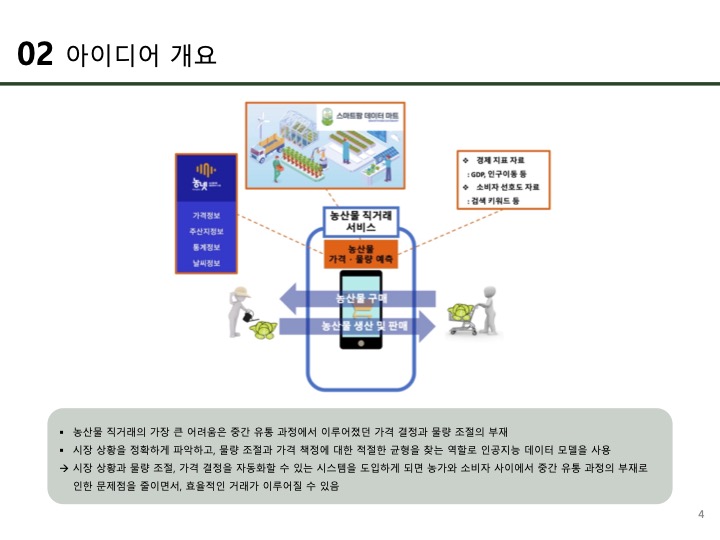 02 아이디어 개요
스마트팜 데이터 마트
농넷
가격정보
주산지정보
통계정보
날씨정보
❖ 경제 지표 자료
: GDP, 인구이동 등
❖ 소비자 선호도 자료
: 검색 키워드 등
농산물 직거래
서비스
농산물
가격 · 물량 예측
농산물 구매
농산물 생산 및 판매
▪ 농산물 직거래의 가장 큰 어려움은 중간 유통 과정에서 이루어졌던 가격 결정과 물량 조절의 부재
▪ 시장 상황을 정확하게 파악하고, 물량 조절과 가격 책정에 대한 적절한 균형을 찾는 역할로 인공지능 데이터 모델을 사용
→ 시장 상황과 물량 조절, 가격 결정을 자동화할 수 있는 시스템을 도입하게 되면 농가와 소비자 사이에서 중간 유통 과정의 부재로
인한 문제점을 줄이면서, 효율적인 거래가 이루어질 수 있음
4